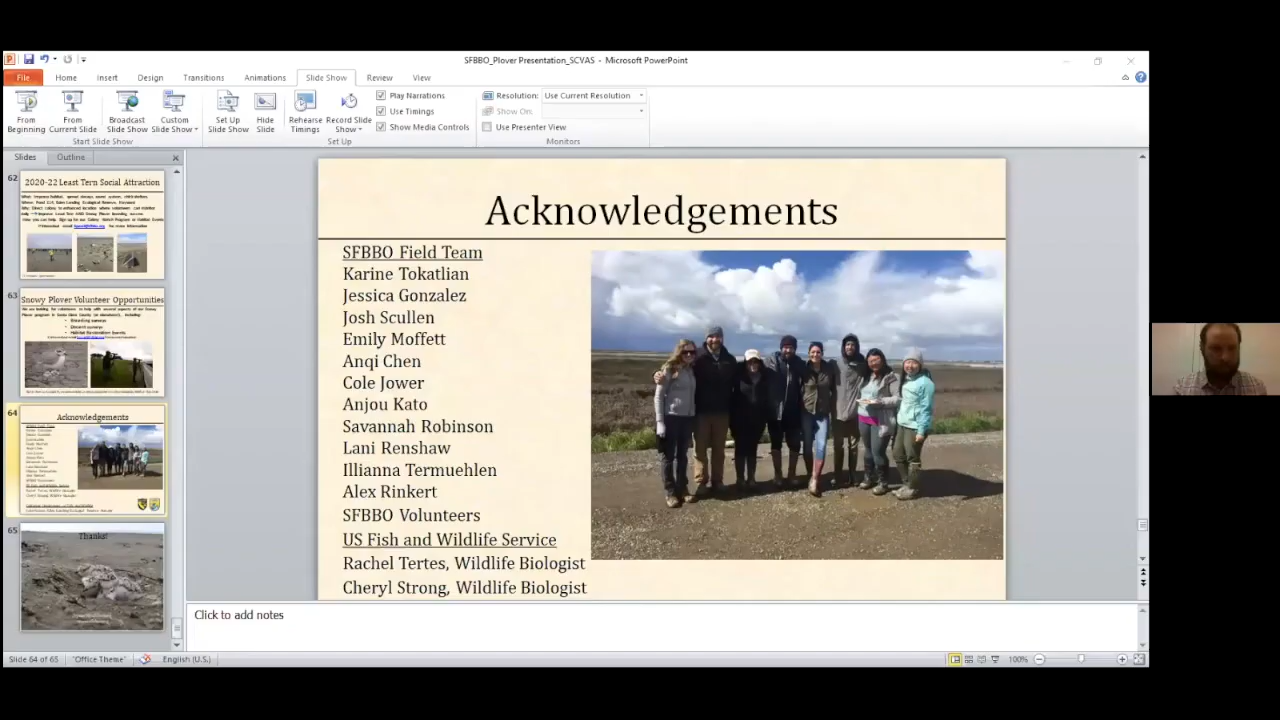 SFBBO_Plover Presentation_SCVAS - Microsoft PowerPoint
File Home Insert Design Transitions Animations Slide Show Review View
From Beginning
From Current Slide
Broadcast Slide Show
Custom Slide Show
Set Up Slide Show
Hide Slide
Rehearse Timings
Record Slide Show
Play Narrations
Use Timings
Show Media Controls
Resolution: Use Current Resolution
Show On:
Use Presenter View
Start Slide Show
Set Up
Monitors
Slides Outline
62
2020-22 Least Tern Social Attraction
63
Snowy Plover Volunteer Opportunities
64
Acknowledgements
65
Thanks!
Acknowledgements
SFBBO Field Team
Karine Tokatlian
Jessica Gonzalez
Josh Scullen
Emily Moffett
Anqi Chen
Cole Jower
Anjou Kato
Savannah Robinson
Lani Renshaw
Illianna Termuehlen
Alex Rinkert
SFBBO Volunteers
US Fish and Wildlife Service
Rachel Tertes, Wildlife Biologist
Cheryl Strong, Wildlife Biologist
Click to add notes
Slide 64 of 65 "Office Theme" English (U.S.) 100%